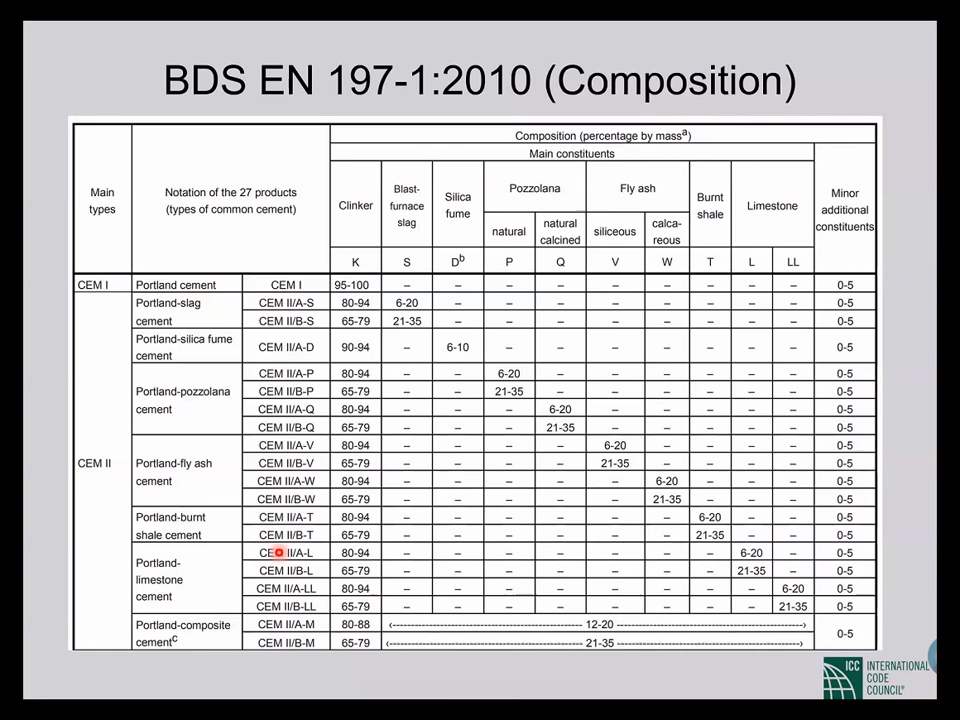 BDS EN 197-1:2010 (Composition)
Main types
Notation of the 27 products (types of common cement)
Composition (percentage by massa)
Main constituents
Clinker
Blast-furnace slag
Silica fume
Pozzolana
Fly ash
Burnt shale
Limestone
Minor additional constituents
natural
natural calcined
siliceous
calca-reous
K S Db P Q V W T L LL
CEM I Portland cement CEM I 95-100 – – – – – – – – – 0-5
CEM II
Portland-slag cement
CEM II/A-S 80-94 6-20 – – – – – – – – 0-5
CEM II/B-S 65-79 21-35 – – – – – – – – 0-5
Portland-silica fume cement
CEM II/A-D 90-94 – 6-10 – – – – – – – 0-5
Portland-pozzolana cement
CEM II/A-P 80-94 – – 6-20 – – – – – – 0-5
CEM II/B-P 65-79 – – 21-35 – – – – – – 0-5
CEM II/A-Q 80-94 – – – 6-20 – – – – – 0-5
CEM II/B-Q 65-79 – – – 21-35 – – – – – 0-5
Portland-fly ash cement
CEM II/A-V 80-94 – – – – 6-20 – – – – 0-5
CEM II/B-V 65-79 – – – – 21-35 – – – – 0-5
CEM II/A-W 80-94 – – – – – 6-20 – – – 0-5
CEM II/B-W 65-79 – – – – – 21-35 – – – 0-5
Portland-burnt shale cement
CEM II/A-T 80-94 – – – – – – 6-20 – – 0-5
CEM II/B-T 65-79 – – – – – – 21-35 – – 0-5
Portland-limestone cement
CEM II/A-L 80-94 – – – – – – – 6-20 – 0-5
CEM II/B-L 65-79 – – – – – – – 21-35 – 0-5
CEM II/A-LL 80-94 – – – – – – – – 6-20 0-5
CEM II/B-LL 65-79 – – – – – – – – 21-35 0-5
Portland-composite cementc
CEM II/A-M 80-88 12-20 0-5
CEM II/B-M 65-79 21-35
ICC
INTERNATIONAL
CODE
COUNCIL®